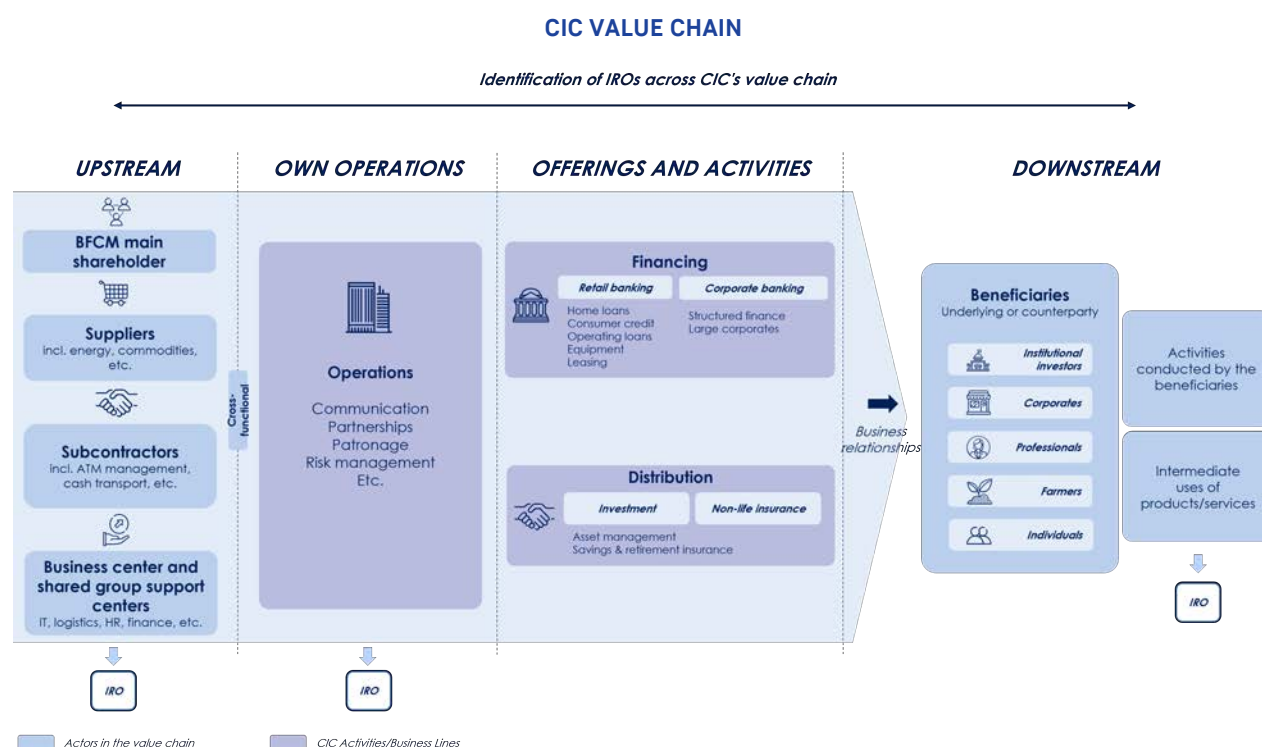 CIC VALUE CHAIN
Identification of IROs across CIC's value chain
UPSTREAM
BFCM main
shareholder
Suppliers
incl. energy, commodities,
etc.
Subcontractors
incl. ATM management,
cash transport, etc.
Business center and
shared group support
centers
IT, logistics, HR, finance, etc.
IRO
Cross-
functional
OWN OPERATIONS
Operations
Communication
Partnerships
Patronage
Risk management
Etc.
IRO
OFFERINGS AND ACTIVITIES
Financing
Retail banking
Home loans
Consumer credit
Operating loans
Equipment
Leasing
Corporate banking
Structured finance
Large corporates
Distribution
Investment
Non-life insurance
Asset management
Savings & retirement insurance
Business
relationships
DOWNSTREAM
Beneficiaries
Underlying or counterparty
Institutional
investors
Corporates
Professionals
Farmers
Individuals
Activities
conducted by the
beneficiaries
Intermediate
uses of
products/services
IRO
Actors in the value chain
CIC Activities/Business Lines